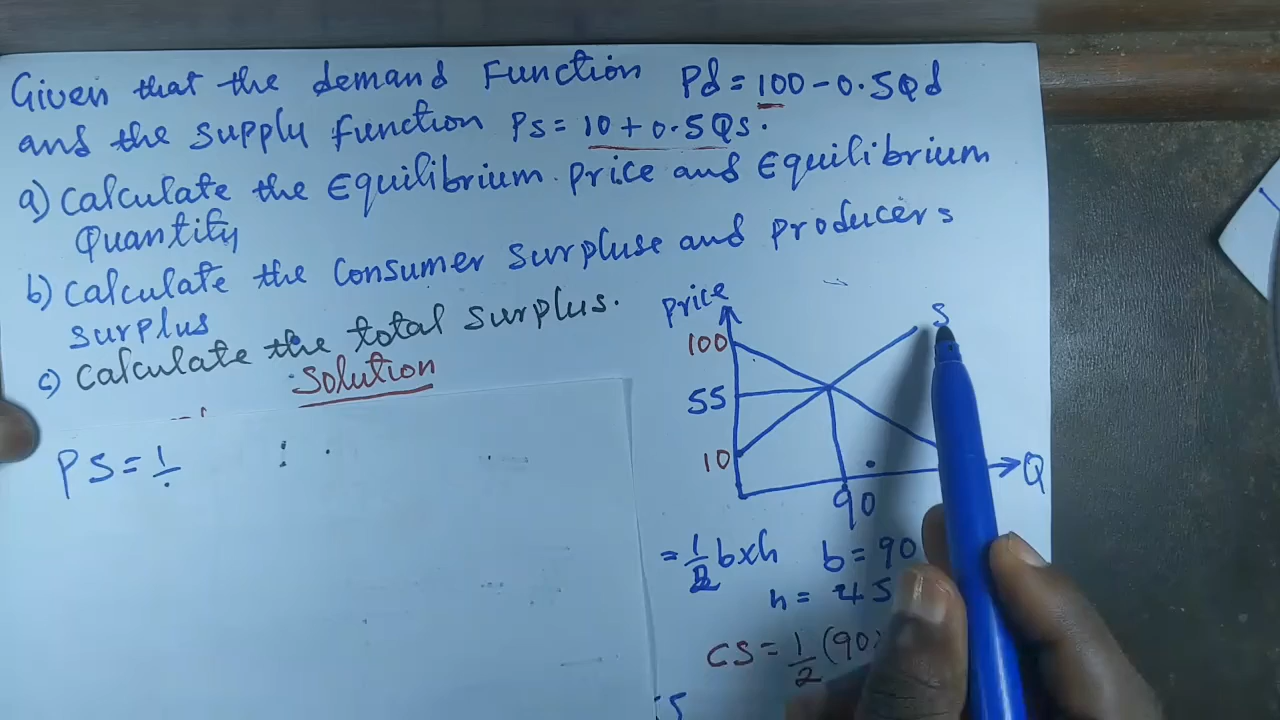 Given that the demand Function Pd = 100 - 0.5Qd
and the supply function Ps = 10 + 0.5Qs.
a) Calculate the Equilibrium price and Equilibrium
Quantity
b) Calculate the Consumer surpluse and producers
surplus
c) Calculate the total surplus.
Solution
PS = 1
Price
S
100
55
10
Q
90
= 1/2 b x h b = 90
h = 45
CS = 1/2 (90)